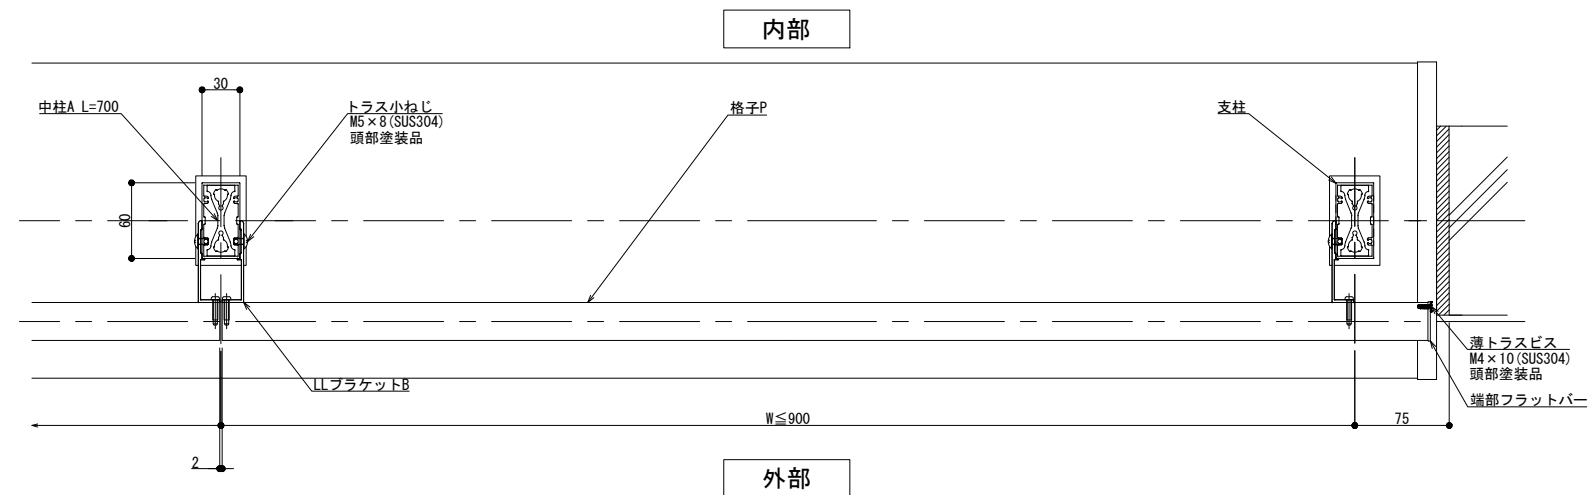 内部
30
中柱A L=700
トラス小ねじ
M5×8(SUS304)
頭部塗装品
格子P
支柱
60
薄トラスビス
M4×10(SUS304)
頭部塗装品
LLブラケットB
端部フラットバー
W≦900
75
2
外部